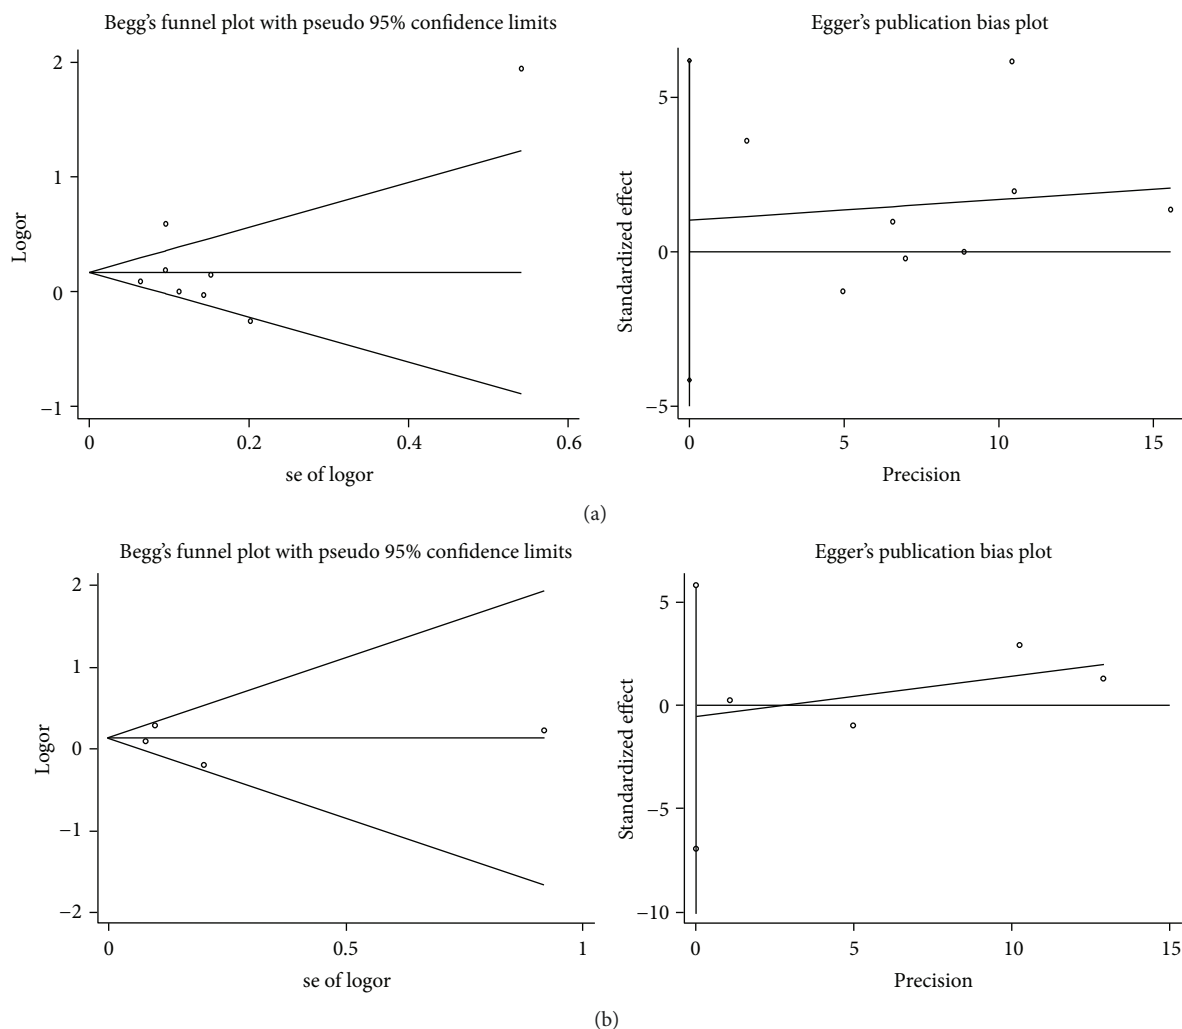 Begg's funnel plot with pseudo 95% confidence limits
2
1
0
−1
Logor
0 0.2 0.4 0.6
se of logor
Egger's publication bias plot
5
0
−5
Standardized effect
0 5 10 15
Precision
(a)
Begg's funnel plot with pseudo 95% confidence limits
2
1
0
−1
−2
Logor
0 0.5 1
se of logor
Egger's publication bias plot
5
0
−5
−10
Standardized effect
0 5 10 15
Precision
(b)